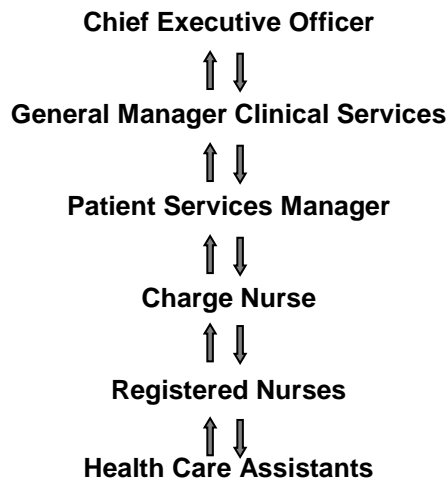 Chief Executive Officer
General Manager Clinical Services
Patient Services Manager
Charge Nurse
Registered Nurses
Health Care Assistants